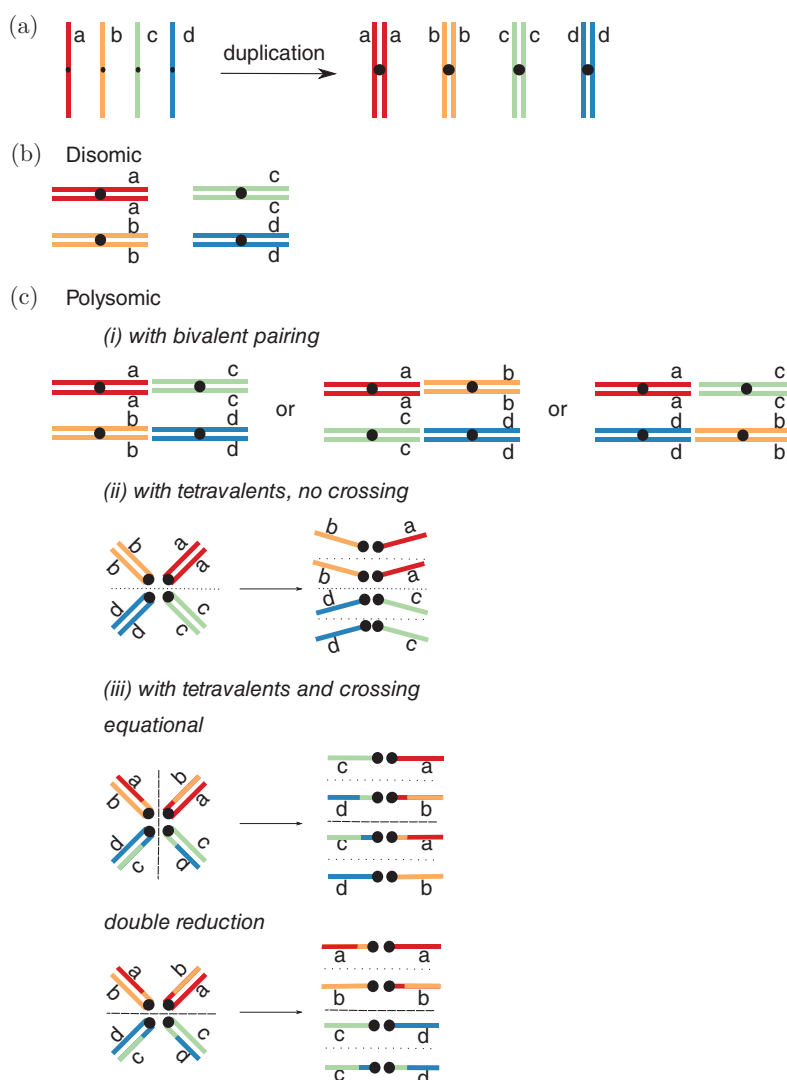 (a) a b c d duplication a a b b c c d d
(b) Disomic
a c
a c
b d
b d
(c) Polysomic
(i) with bivalent pairing
a c a b a c
a c or a b or a c
b d c d d b
b d c d d b
(ii) with tetravalents, no crossing
b a b a
b a b a
d c d c
d c d c
(iii) with tetravalents and crossing
equational
a b c a
b a d b
d c c a
c d d b
double reduction
a b a a
b a b b
d c c d
c d c d